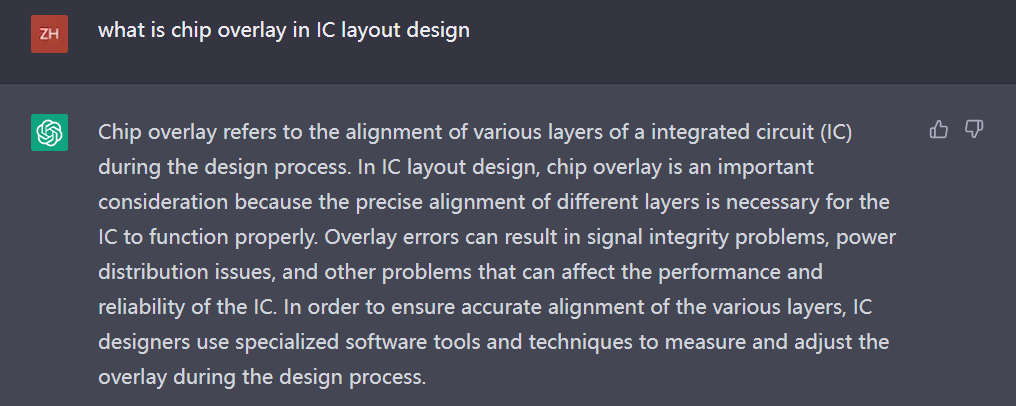 ZH
what is chip overlay in IC layout design
Chip overlay refers to the alignment of various layers of a integrated circuit (IC)
during the design process. In IC layout design, chip overlay is an important
consideration because the precise alignment of different layers is necessary for the
IC to function properly. Overlay errors can result in signal integrity problems, power
distribution issues, and other problems that can affect the performance and
reliability of the IC. In order to ensure accurate alignment of the various layers, IC
designers use specialized software tools and techniques to measure and adjust the
overlay during the design process.